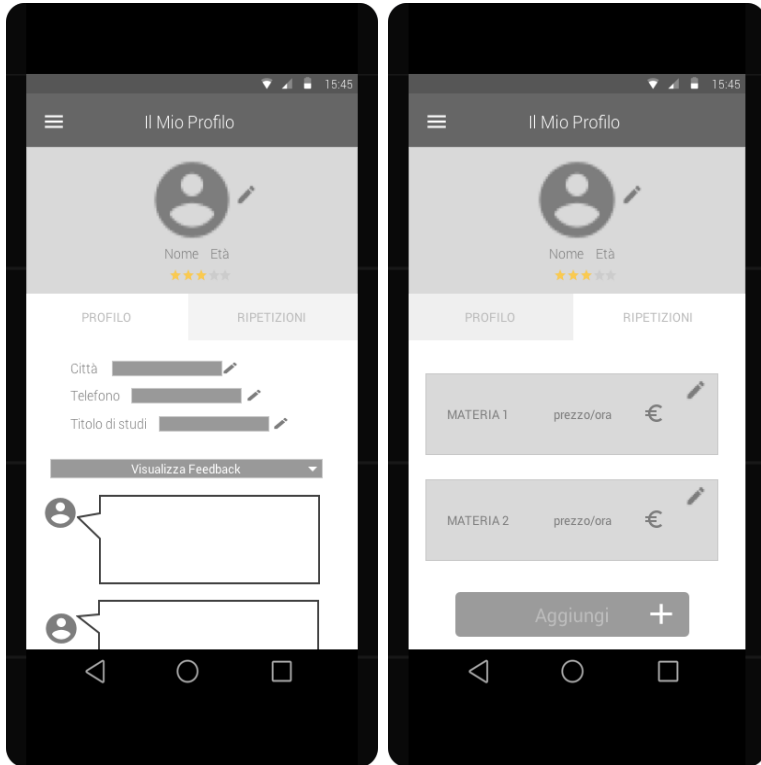 15:45
Il Mio Profilo
Nome Età
PROFILO RIPETIZIONI
Città
Telefono
Titolo di studi
Visualizza Feedback
15:45
Il Mio Profilo
Nome Età
PROFILO RIPETIZIONI
MATERIA 1 prezzo/ora €
MATERIA 2 prezzo/ora €
Aggiungi +